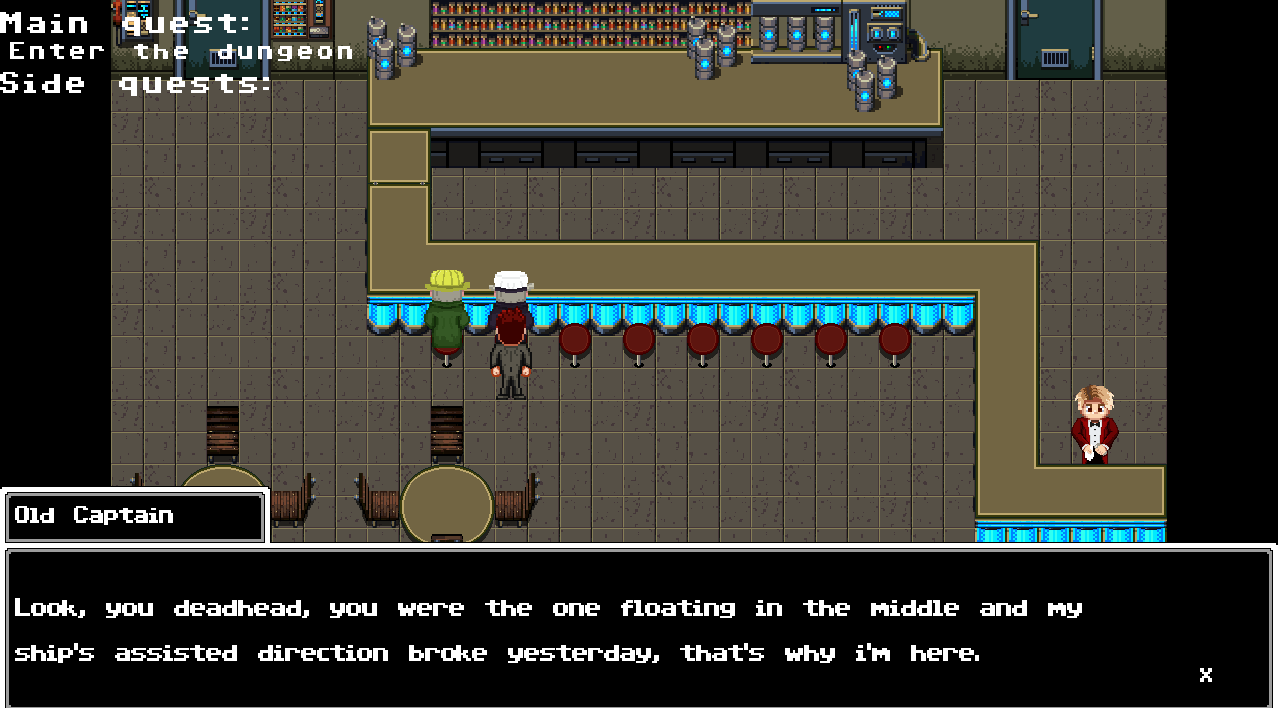 Main quest:
Enter the dungeon
Side quests:
Old Captain
Look, you deadhead, you were the one floating in the middle and my
ship's assisted direction broke yesterday, that's why i'm here.
X